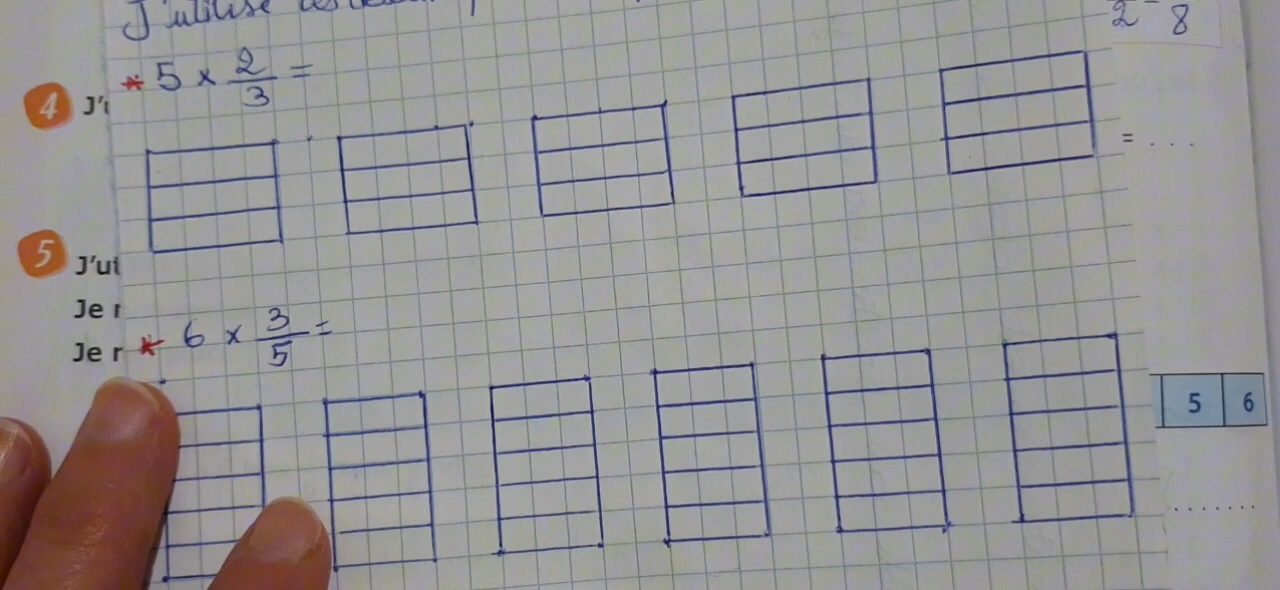 J'utilise
2 - 8
* 5 × 2/3 =
4 J'u
= . . .
5 J'ut
Je r
* 6 × 3/5 =
Je r
5 6
. . . . . . . .